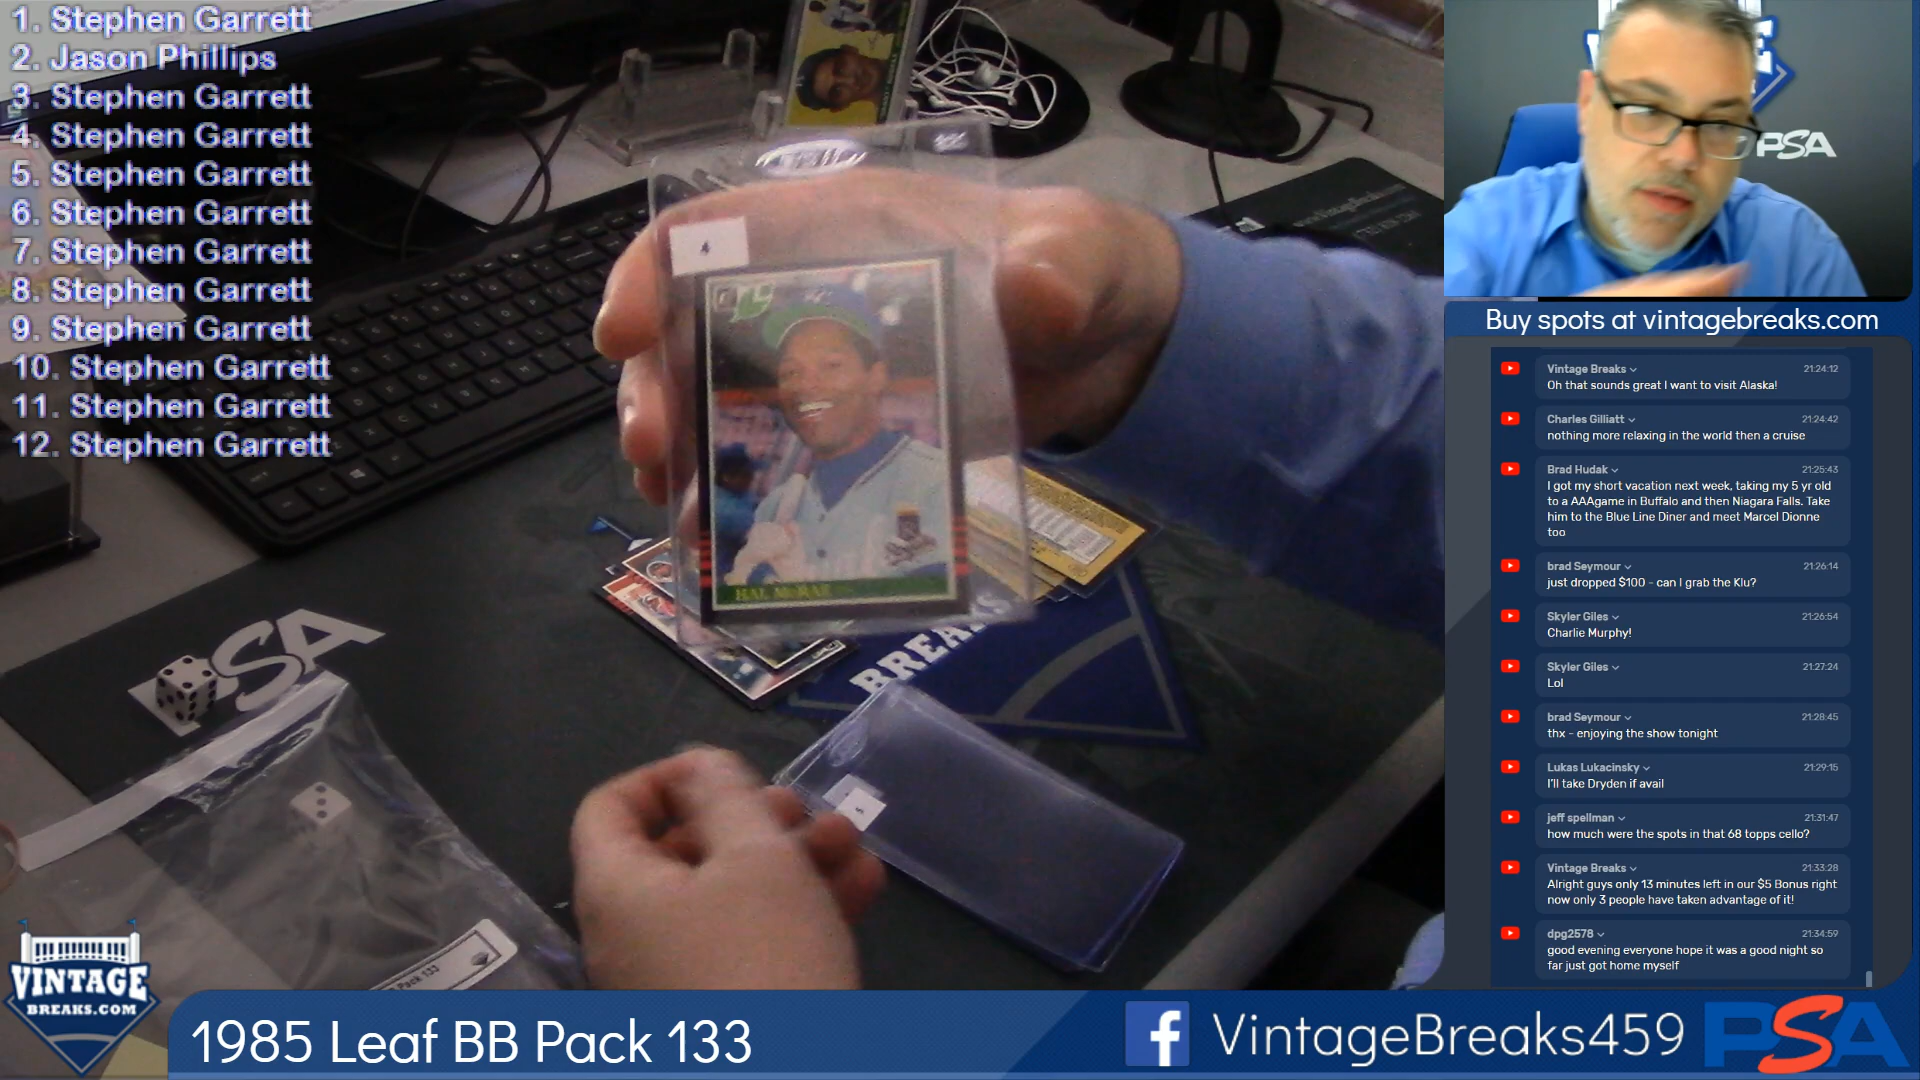 1. Stephen Garrett
2. Jason Phillips
3. Stephen Garrett
4. Stephen Garrett
5. Stephen Garrett
6. Stephen Garrett
7. Stephen Garrett
8. Stephen Garrett
9. Stephen Garrett
10. Stephen Garrett
11. Stephen Garrett
12. Stephen Garrett
4
HAL McRAE
BREAKS
PSA
5
Pack 133
PSA
Buy spots at vintagebreaks.com
Vintage Breaks 21:24:12
Oh that sounds great I want to visit Alaska!
Charles Gilliatt 21:24:42
nothing more relaxing in the world then a cruise
Brad Hudak 21:25:43
I got my short vacation next week, taking my 5 yr old
to a AAAgame in Buffalo and then Niagara Falls. Take
him to the Blue Line Diner and meet Marcel Dionne
too
brad Seymour 21:26:14
just dropped $100 - can I grab the Klu?
Skyler Giles 21:26:54
Charlie Murphy!
Skyler Giles 21:27:24
Lol
brad Seymour 21:28:45
thx - enjoying the show tonight
Lukas Lukacinsky 21:29:15
I'll take Dryden if avail
jeff spellman 21:31:47
how much were the spots in that 68 topps cello?
Vintage Breaks 21:33:28
Alright guys only 13 minutes left in our $5 Bonus right
now only 3 people have taken advantage of it!
dpg2578 21:34:59
good evening everyone hope it was a good night so
far just got home myself
VINTAGE
BREAKS.COM
1985 Leaf BB Pack 133
f VintageBreaks459
PSA